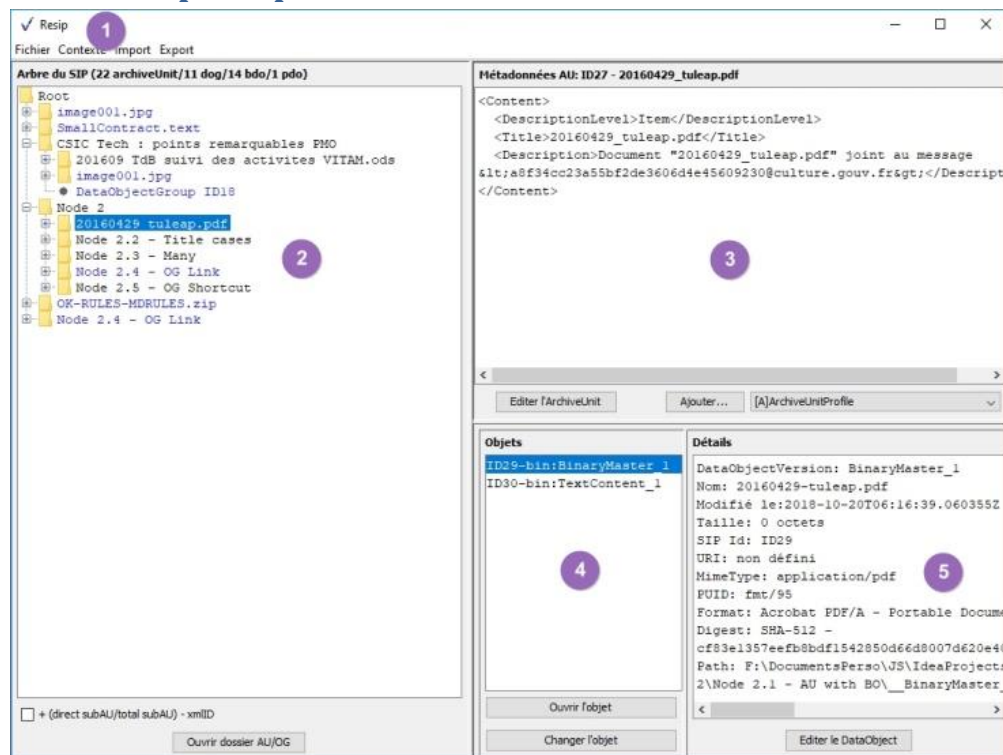 Resip
1
Fichier Contexte Import Export
Arbre du SIP (22 archiveUnit/11 dog/14 bdo/1 pdo)
Root
image001.jpg
SmallContract.text
CSIC Tech : points remarquables PMO
201609 TdB suivi des activites VITAM.ods
image001.jpg
DataObjectGroup ID18
Node 2
20160429_tuleap.pdf
Node 2.2 - Title cases
2
Node 2.3 - Many
Node 2.4 - OG Link
Node 2.5 - OG Shortcut
OK-RULES-MDRULES.zip
Node 2.4 - OG Link
+ (direct subAU/total subAU) - xmlID
Ouvrir dossier AU/OG
Métadonnées AU: ID27 - 20160429_tuleap.pdf
<Content>
<DescriptionLevel>Item</DescriptionLevel>
<Title>20160429_tuleap.pdf</Title>
<Description>Document "20160429_tuleap.pdf" joint au message
&lt;a8f34cc23a55bf2de3606d4e45609230@culture.gouv.fr&gt;</Descript
</Content>
3
Editer l'ArchiveUnit
Ajouter...
[A]ArchiveUnitProfile
Objets
ID29-bin:BinaryMaster_1
ID30-bin:TextContent_1
4
Ouvrir l'objet
Changer l'objet
Détails
DataObjectVersion: BinaryMaster_1
Nom: 20160429-tuleap.pdf
Modifié le:2018-10-20T06:16:39.060355Z
Taille: 0 octets
SIP Id: ID29
URI: non défini
MimeType: application/pdf
5
PUID: fmt/95
Format: Acrobat PDF/A - Portable Docume
Digest: SHA-512 -
cf83e1357eefb8bdf1542850d66d8007d620e40
Path: F:\DocumentsPerso\JS\IdeaProjects
2\Node 2.1 - AU with BO\__BinaryMaster_
Editer le DataObject